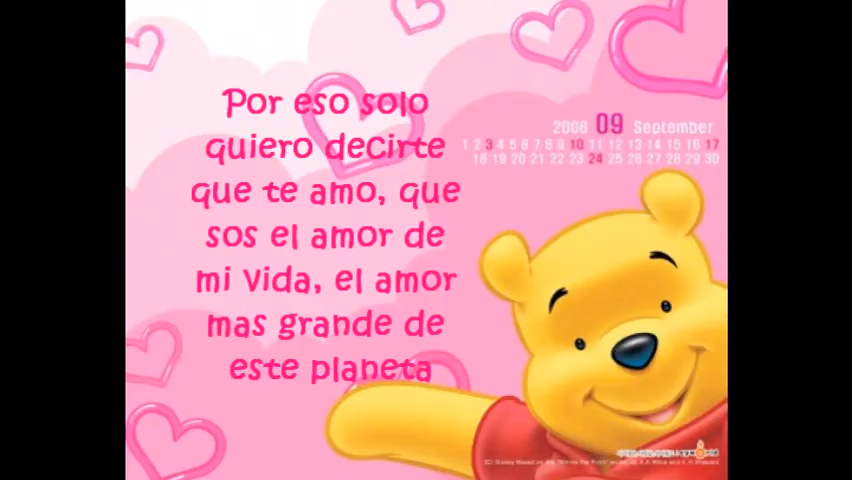 Por eso solo
quiero decirte
que te amo, que
sos el amor de
mi vida, el amor
mas grande de
este planeta
2008 09 September
1 2 3 4 5 6 7 8 9 10 11 12 13 14 15 16 17
18 19 20 21 22 23 24 25 26 27 28 29 30